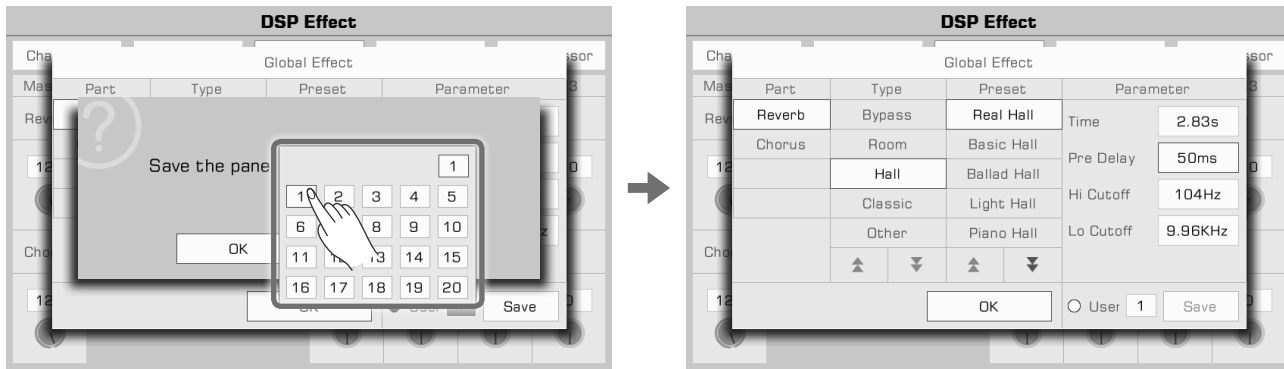 DSP Effect
Global Effect
Part Type Preset Parameter
Save the pane
1
1 2 3 4 5
6 8 9 10
OK
11 13 14 15
16 17 18 19 20
OK
Save
DSP Effect
Global Effect
Part Type Preset Parameter
Reverb Bypass Real Hall Time 2.83s
Chorus Room Basic Hall Pre Delay 50ms
Hall Ballad Hall Hi Cutoff 104Hz
Classic Light Hall Lo Cutoff 9.96KHz
Other Piano Hall
OK User 1 Save